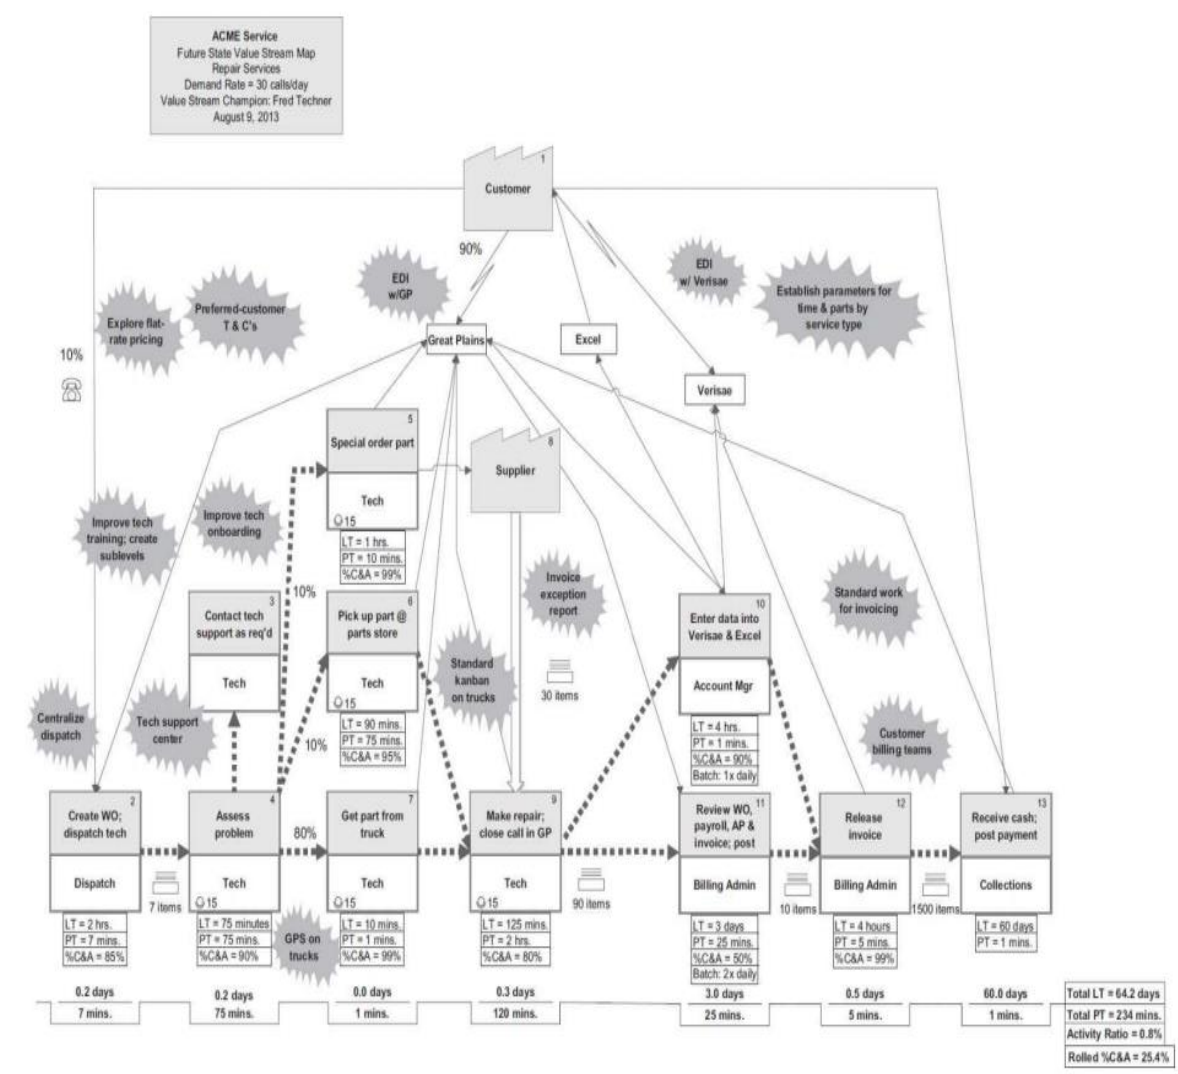 ACME Service
Future State Value Stream Map
Repair Services
Demand Rate = 30 calls/day
Value Stream Champion: Fred Techner
August 9, 2013
1
Customer
90%
EDI
w/GP
EDI
w/ Verisae
Establish parameters for
time & parts by
service type
Explore flat-
rate pricing
Preferred-customer
T & C's
10%
Great Plains
Excel
Verisae
5
Special order part
Tech
15
LT = 1 hrs.
PT = 10 mins.
%C&A = 99%
8
Supplier
Improve tech
training; create
sublevels
Improve tech
onboarding
10%
Invoice
exception
report
Standard work
for invoicing
3
Contact tech
support as req'd
Tech
6
Pick up part @
parts store
Tech
15
LT = 90 mins.
PT = 75 mins.
%C&A = 95%
10%
Standard
kanban
on trucks
30 items
10
Enter data into
Verisae & Excel
Account Mgr
LT = 4 hrs.
PT = 1 mins.
%C&A = 90%
Batch: 1x daily
Centralize
dispatch
Tech support
center
Customer
billing teams
2
Create WO;
dispatch tech
Dispatch
LT = 2 hrs.
PT = 7 mins.
%C&A = 85%
7 items
4
Assess
problem
Tech
15
LT = 75 minutes
PT = 75 mins.
%C&A = 90%
80%
GPS on
trucks
7
Get part from
truck
Tech
15
LT = 10 mins.
PT = 1 mins.
%C&A = 99%
9
Make repair;
close call in GP
Tech
15
LT = 125 mins.
PT = 2 hrs.
%C&A = 80%
90 items
11
Review WO,
payroll, AP &
invoice; post
Billing Admin
LT = 3 days
PT = 25 mins.
%C&A = 50%
Batch: 2x daily
10 items
12
Release
invoice
Billing Admin
LT = 4 hours
PT = 5 mins.
%C&A = 99%
1500 items
13
Receive cash;
post payment
Collections
LT = 60 days
PT = 1 mins.
0.2 days
7 mins.
0.2 days
75 mins.
0.0 days
1 mins.
0.3 days
120 mins.
3.0 days
25 mins.
0.5 days
5 mins.
60.0 days
1 mins.
Total LT = 64.2 days
Total PT = 234 mins.
Activity Ratio = 0.8%
Rolled %C&A = 25.4%